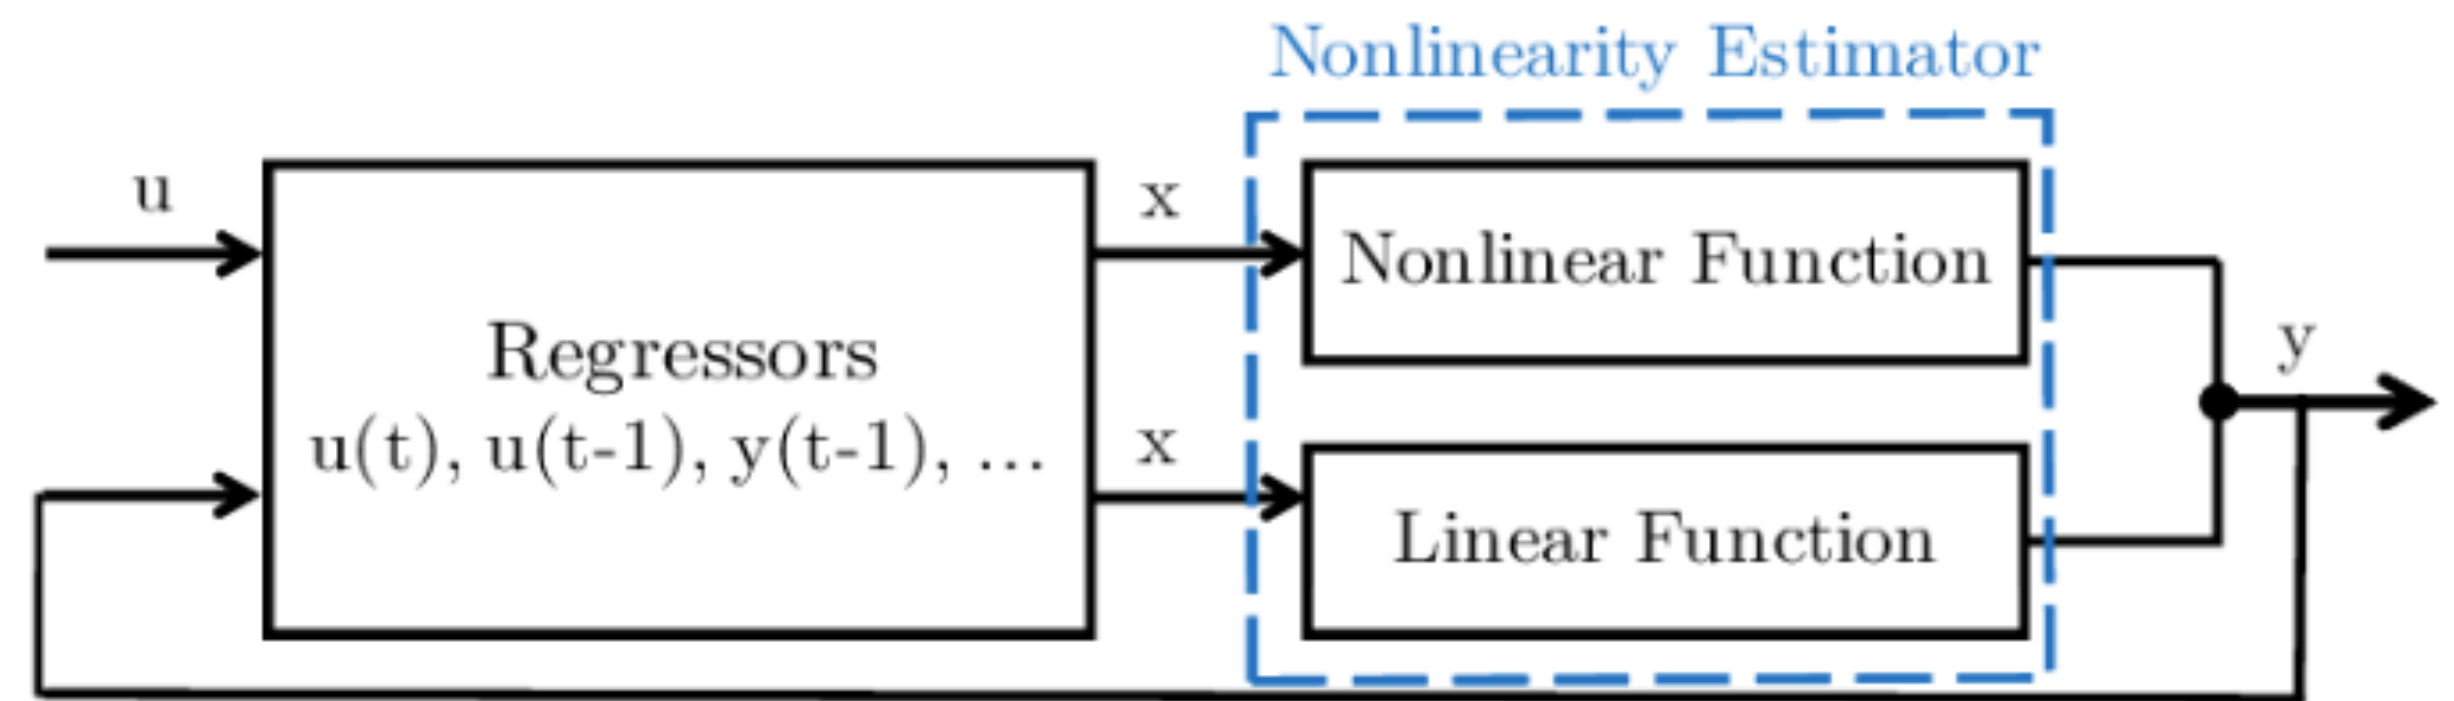 Nonlinearity Estimator
u
x
Nonlinear Function
Regressors
u(t), u(t-1), y(t-1), ...
y
x
Linear Function